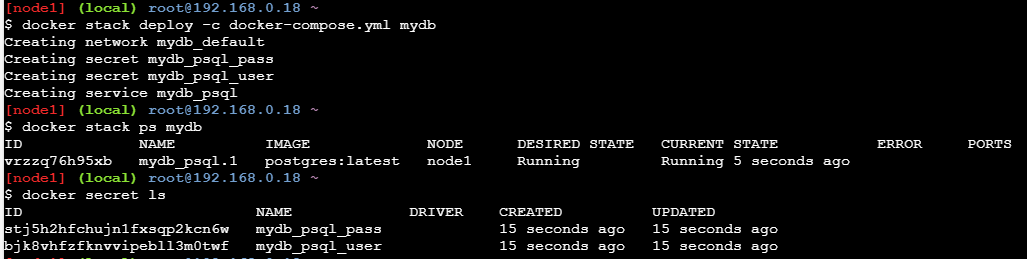 [node1] (local) root@192.168.0.18 ~
$ docker stack deploy -c docker-compose.yml mydb
Creating network mydb_default
Creating secret mydb_psql_pass
Creating secret mydb_psql_user
Creating service mydb_psql
[node1] (local) root@192.168.0.18 ~
$ docker stack ps mydb
ID NAME IMAGE NODE DESIRED STATE CURRENT STATE ERROR PORTS
vrzzq76h95xb mydb_psql.1 postgres:latest node1 Running Running 5 seconds ago
[node1] (local) root@192.168.0.18 ~
$ docker secret ls
ID NAME DRIVER CREATED UPDATED
stj5h2hfchujn1fxsqp2kcn6w mydb_psql_pass 15 seconds ago 15 seconds ago
bjk8vhfzfknvvipebll3m0twf mydb_psql_user 15 seconds ago 15 seconds ago